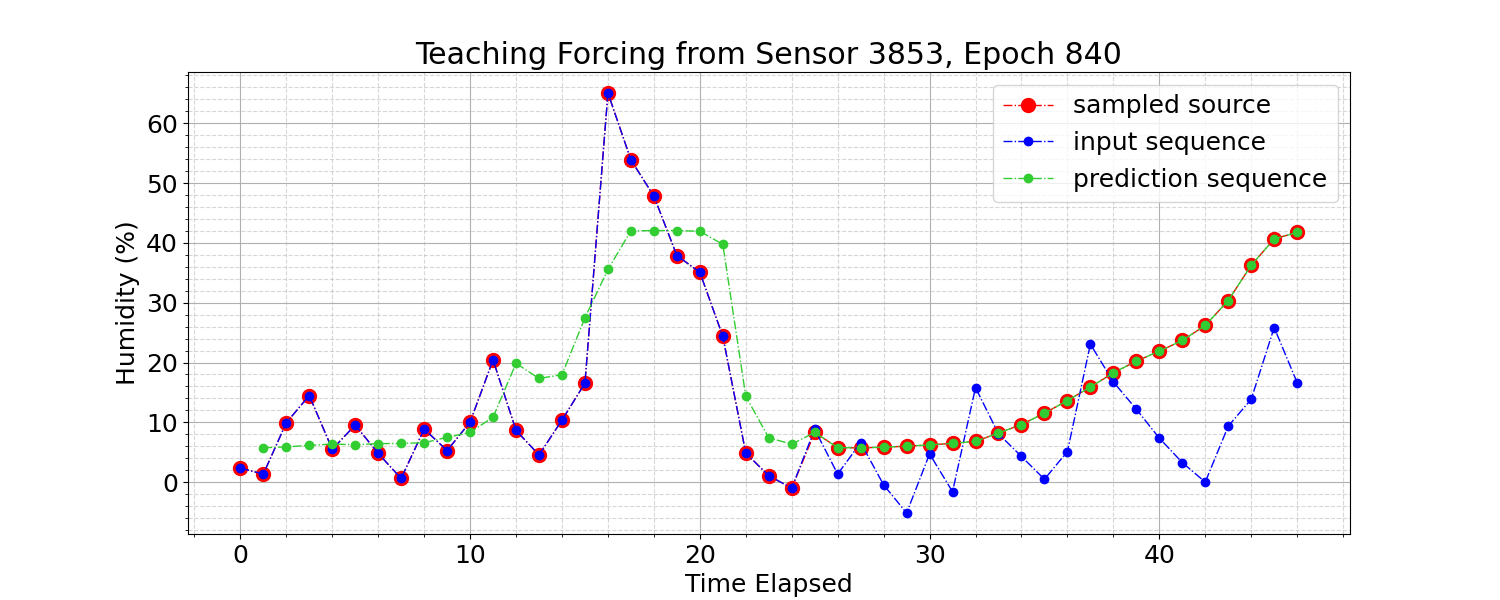 Teaching Forcing from Sensor 3853, Epoch 840
sampled source
input sequence
prediction sequence
Humidity (%)
60
50
40
30
20
10
0
0 10 20 30 40
Time Elapsed